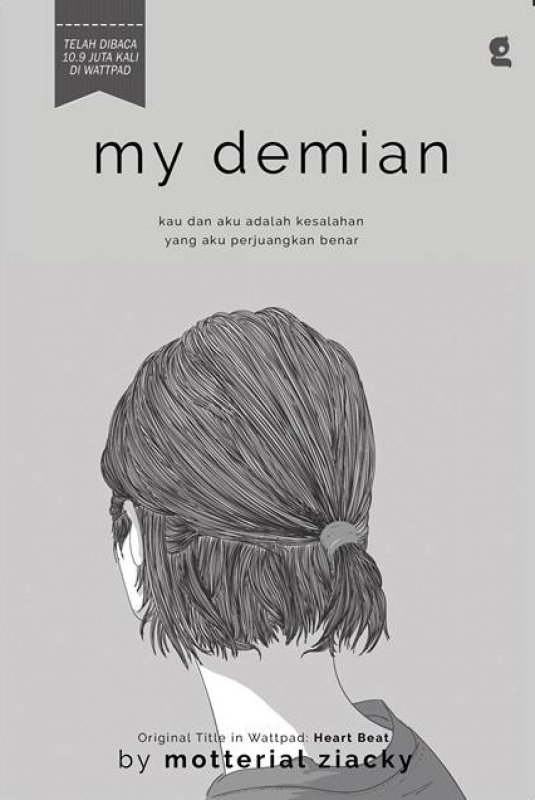 TELAH DIBACA
10.9 JUTA KALI
DI WATTPAD
g
my demian
kau dan aku adalah kesalahan
yang aku perjuangkan benar
Original Title in Wattpad: Heart Beat
by motterial ziacky